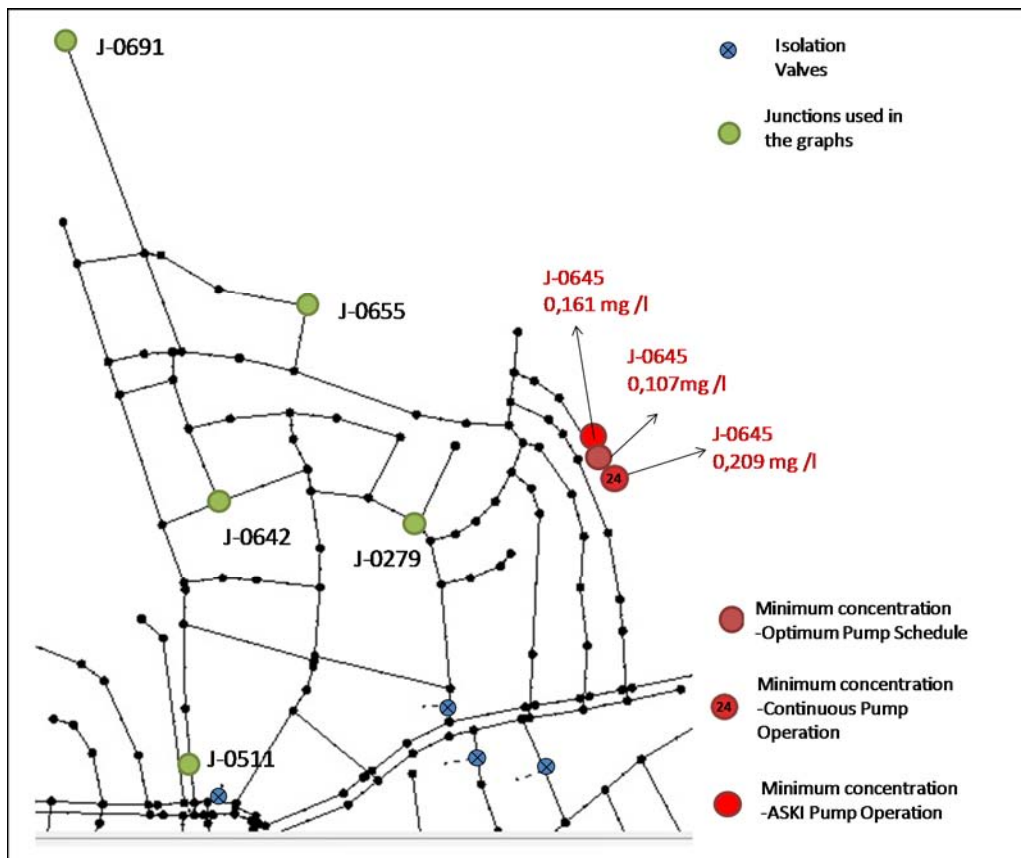 J-0691
Isolation
Valves
Junctions used in
the graphs
J-0645
0,161 mg /l
J-0655
J-0645
0,107mg /l
J-0645
0,209 mg /l
24
J-0642
J-0279
Minimum concentration
-Optimum Pump Schedule
Minimum concentration
24
-Continuous Pump
Operation
J-0511
Minimum concentration
-ASKI Pump Operation